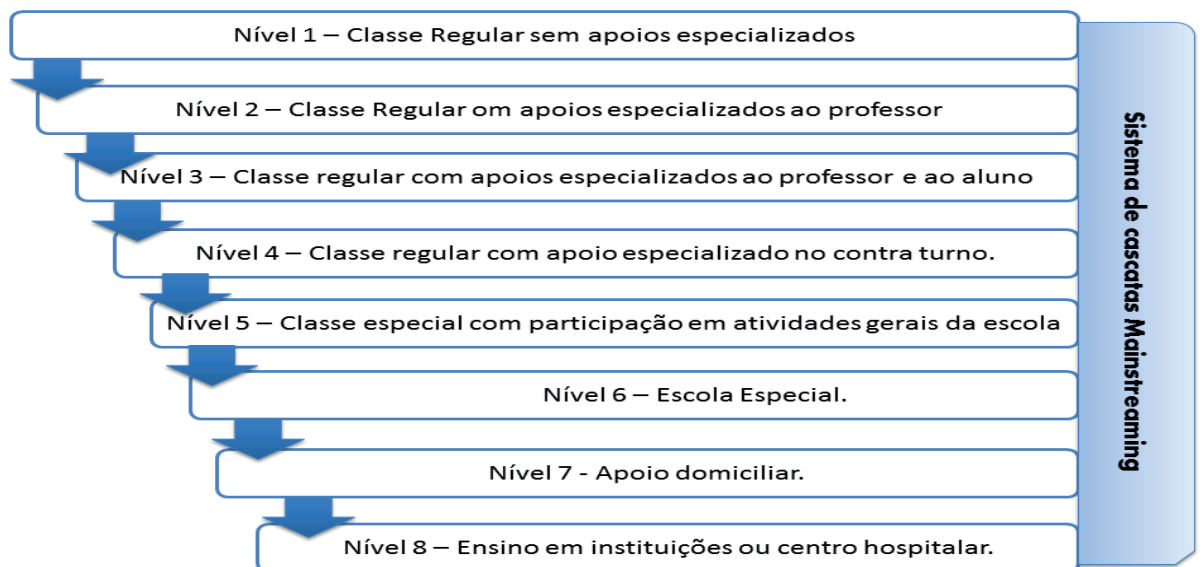 Nível 1 – Classe Regular sem apoios especializados
Nível 2 – Classe Regular om apoios especializados ao professor
Nível 3 – Classe regular com apoios especializados ao professor e ao aluno
Nível 4 – Classe regular com apoio especializado no contra turno.
Nível 5 – Classe especial com participação em atividades gerais da escola
Nível 6 – Escola Especial.
Nível 7 - Apoio domiciliar.
Nível 8 – Ensino em instituições ou centro hospitalar.
Sistema de cascatas Mainstreaming